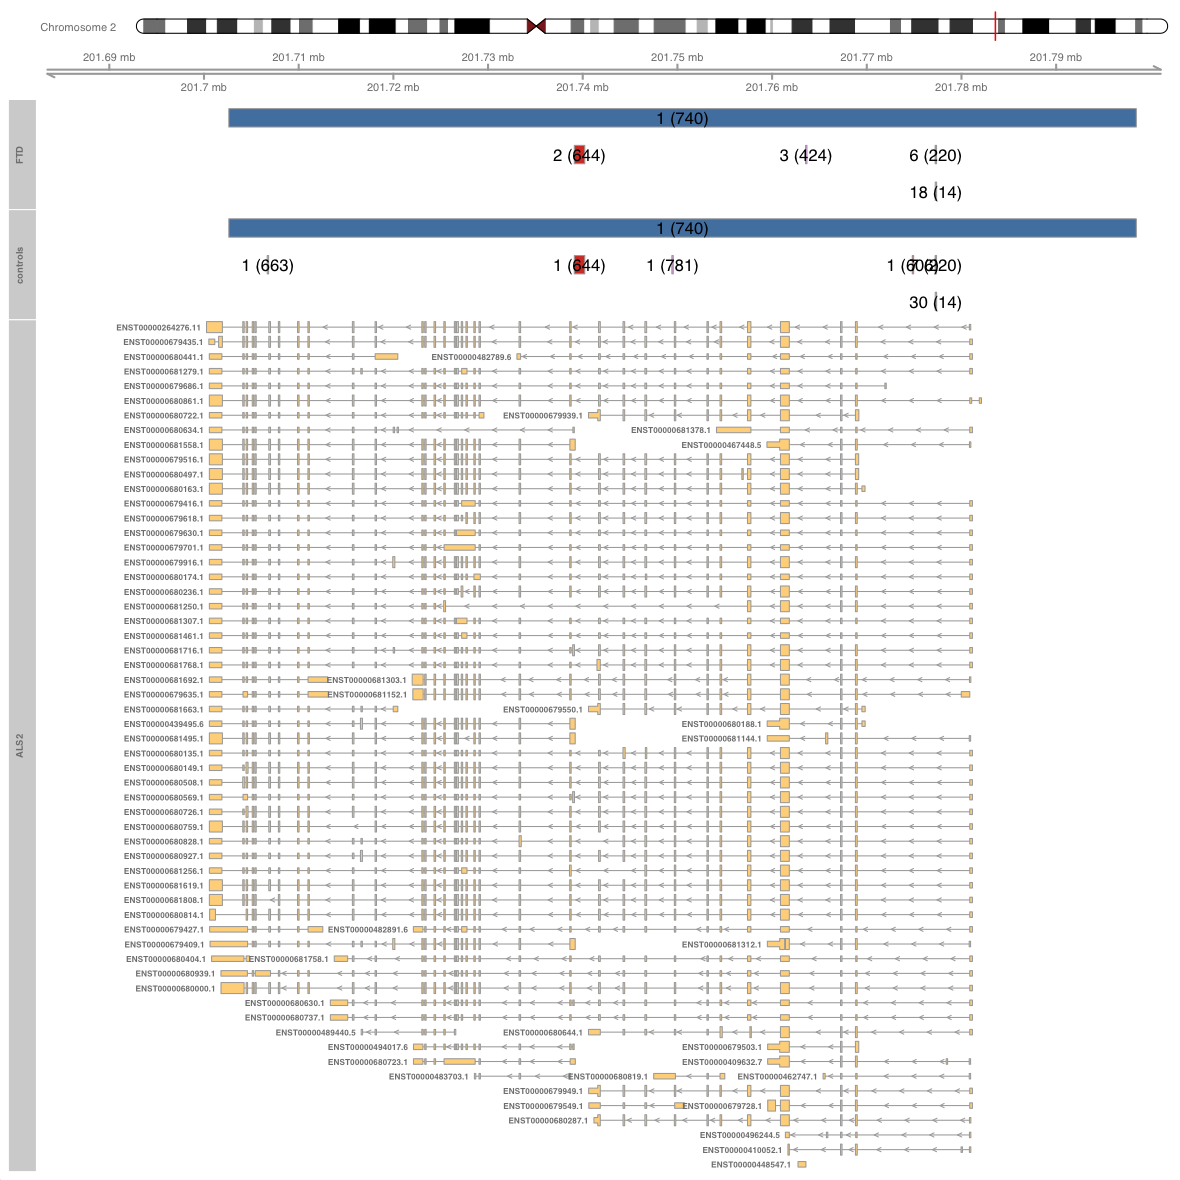 Chromosome 2
201.69 mb 201.71 mb 201.73 mb 201.75 mb 201.77 mb 201.79 mb
201.7 mb 201.72 mb 201.74 mb 201.76 mb 201.78 mb
FTD
1 (740)
2 (644) 3 (424) 6 (220)
18 (14)
controls
1 (740)
1 (663) 1 (644) 1 (781) 1 (606) (220)
30 (14)
ALS2
ENST00000264276.11
ENST00000679435.1
ENST00000680441.1 ENST00000482789.6
ENST00000681279.1
ENST00000679686.1
ENST00000680861.1
ENST00000680722.1 ENST00000679939.1
ENST00000680634.1 ENST00000681378.1
ENST00000681558.1 ENST00000467448.5
ENST00000679516.1
ENST00000680497.1
ENST00000680163.1
ENST00000679416.1
ENST00000679618.1
ENST00000679630.1
ENST00000679701.1
ENST00000679916.1
ENST00000680174.1
ENST00000680236.1
ENST00000681250.1
ENST00000681307.1
ENST00000681461.1
ENST00000681716.1
ENST00000681768.1
ENST00000681692.1 ENST00000681303.1
ENST00000679635.1 ENST00000681152.1
ENST00000681663.1 ENST00000679550.1
ENST00000439495.6 ENST00000680188.1
ENST00000681495.1 ENST00000681144.1
ENST00000680135.1
ENST00000680149.1
ENST00000680508.1
ENST00000680569.1
ENST00000680726.1
ENST00000680759.1
ENST00000680828.1
ENST00000680927.1
ENST00000681256.1
ENST00000681619.1
ENST00000681808.1
ENST00000680814.1
ENST00000679427.1 ENST00000482891.6
ENST00000679409.1 ENST00000681312.1
ENST00000680404.1 ENST00000681758.1
ENST00000680939.1
ENST00000680000.1
ENST00000680630.1
ENST00000680737.1
ENST00000489440.5 ENST00000680644.1
ENST00000494017.6 ENST00000679503.1
ENST00000680723.1 ENST00000409632.7
ENST00000483703.1 ENST00000680819.1 ENST00000462747.1
ENST00000679949.1
ENST00000679549.1 ENST00000679728.1
ENST00000680287.1
ENST00000496244.5
ENST00000410052.1
ENST00000448547.1